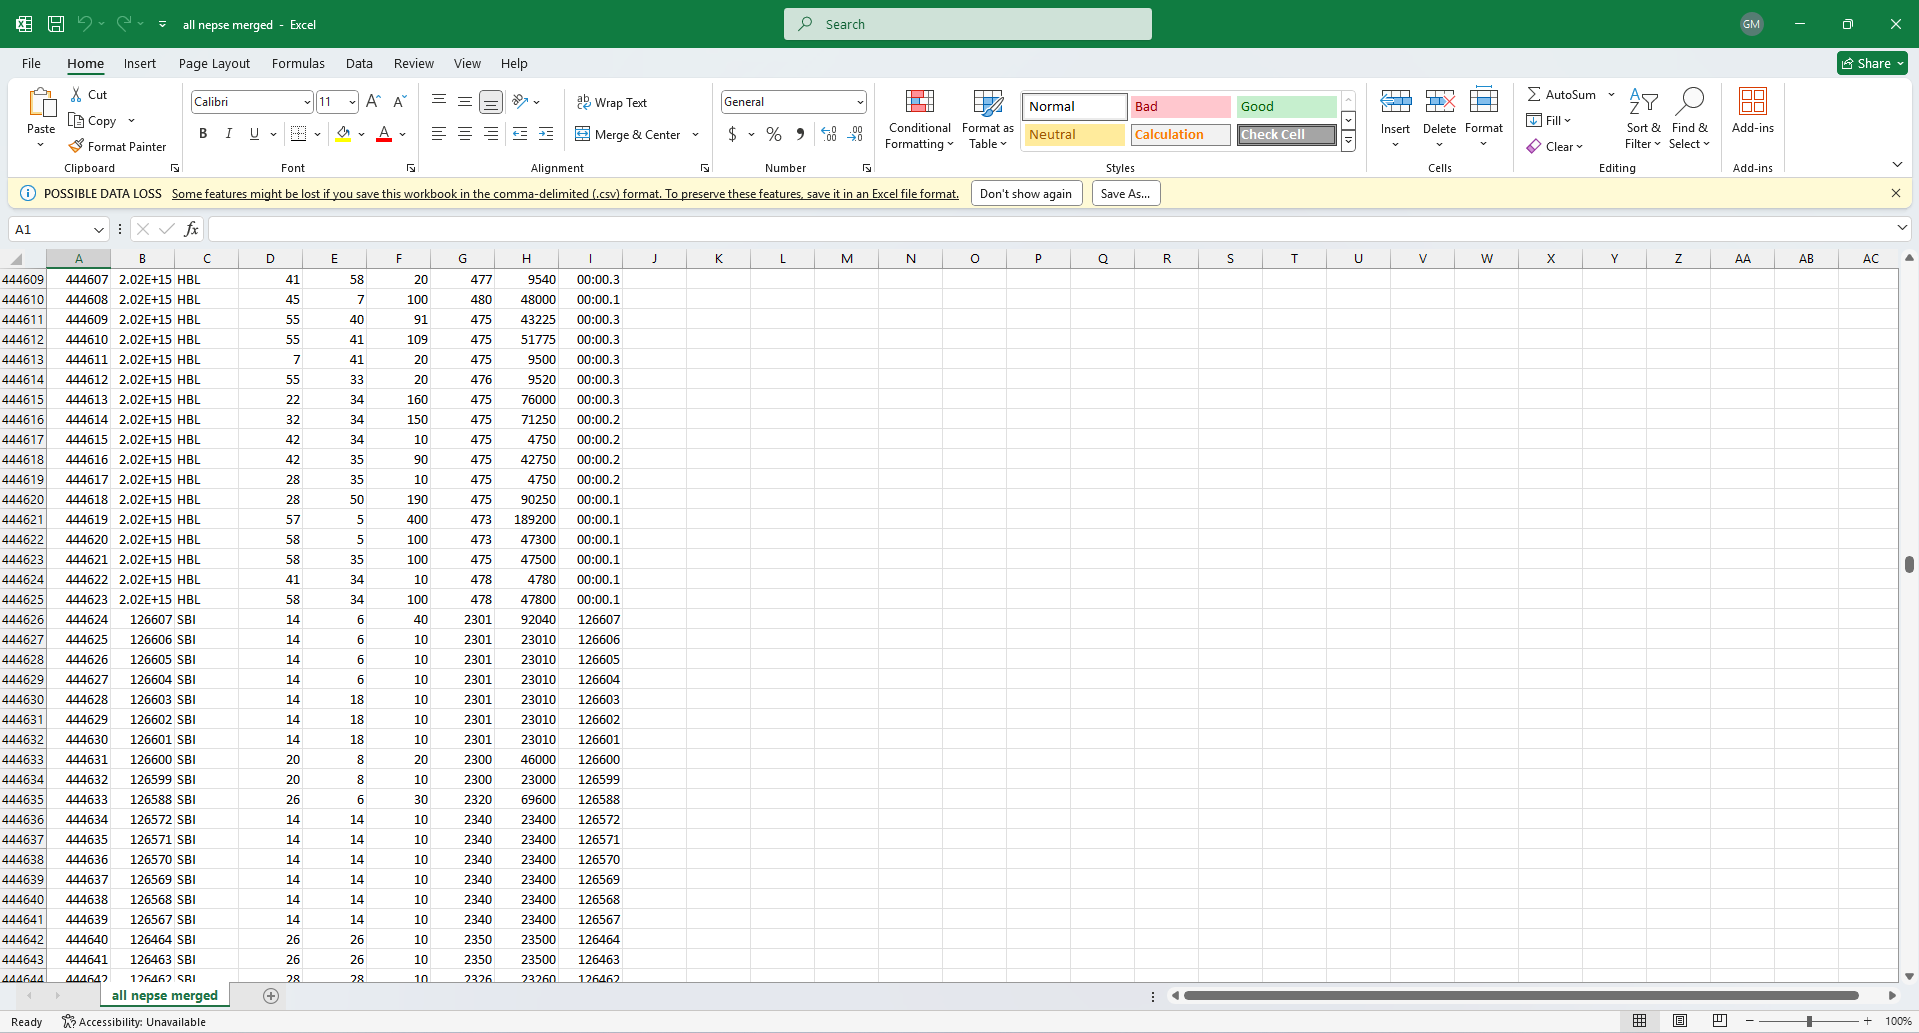 all nepse merged - Excel
Search
GM
File Home Insert Page Layout Formulas Data Review View Help
Share
Paste
Cut
Copy
Format Painter
Clipboard
Calibri 11 A A
B I U A
Font
Wrap Text
Merge & Center
Alignment
General
$ % ,
Number
Conditional Formatting
Format as Table
Normal Bad Good
Neutral Calculation Check Cell
Styles
Insert Delete Format
Cells
AutoSum
Fill
Clear
Sort & Filter
Find & Select
Editing
Add-ins
Add-ins
POSSIBLE DATA LOSS Some features might be lost if you save this workbook in the comma-delimited (.csv) format. To preserve these features, save it in an Excel file format. Don't show again Save As...
A1 fx
A B C D E F G H I J K L M N O P Q R S T U V W X Y Z AA AB AC
444609 444607 2.02E+15 HBL 41 58 20 477 9540 00:00.3
444610 444608 2.02E+15 HBL 45 7 100 480 48000 00:00.1
444611 444609 2.02E+15 HBL 55 40 91 475 43225 00:00.3
444612 444610 2.02E+15 HBL 55 41 109 475 51775 00:00.3
444613 444611 2.02E+15 HBL 7 41 20 475 9500 00:00.3
444614 444612 2.02E+15 HBL 55 33 20 476 9520 00:00.3
444615 444613 2.02E+15 HBL 22 34 160 475 76000 00:00.3
444616 444614 2.02E+15 HBL 32 34 150 475 71250 00:00.2
444617 444615 2.02E+15 HBL 42 34 10 475 4750 00:00.2
444618 444616 2.02E+15 HBL 42 35 90 475 42750 00:00.2
444619 444617 2.02E+15 HBL 28 35 10 475 4750 00:00.2
444620 444618 2.02E+15 HBL 28 50 190 475 90250 00:00.1
444621 444619 2.02E+15 HBL 57 5 400 473 189200 00:00.1
444622 444620 2.02E+15 HBL 58 5 100 473 47300 00:00.1
444623 444621 2.02E+15 HBL 58 35 100 475 47500 00:00.1
444624 444622 2.02E+15 HBL 41 34 10 478 4780 00:00.1
444625 444623 2.02E+15 HBL 58 34 100 478 47800 00:00.1
444626 444624 126607 SBI 14 6 40 2301 92040 126607
444627 444625 126606 SBI 14 6 10 2301 23010 126606
444628 444626 126605 SBI 14 6 10 2301 23010 126605
444629 444627 126604 SBI 14 6 10 2301 23010 126604
444630 444628 126603 SBI 14 18 10 2301 23010 126603
444631 444629 126602 SBI 14 18 10 2301 23010 126602
444632 444630 126601 SBI 14 18 10 2301 23010 126601
444633 444631 126600 SBI 20 8 20 2300 46000 126600
444634 444632 126599 SBI 20 8 10 2300 23000 126599
444635 444633 126588 SBI 26 6 30 2320 69600 126588
444636 444634 126572 SBI 14 14 10 2340 23400 126572
444637 444635 126571 SBI 14 14 10 2340 23400 126571
444638 444636 126570 SBI 14 14 10 2340 23400 126570
444639 444637 126569 SBI 14 14 10 2340 23400 126569
444640 444638 126568 SBI 14 14 10 2340 23400 126568
444641 444639 126567 SBI 14 14 10 2340 23400 126567
444642 444640 126464 SBI 26 26 10 2350 23500 126464
444643 444641 126463 SBI 26 26 10 2350 23500 126463
444644 444642 126462 SBI 28 28 10 2326 23260 126462
all nepse merged
Ready Accessibility: Unavailable 100%